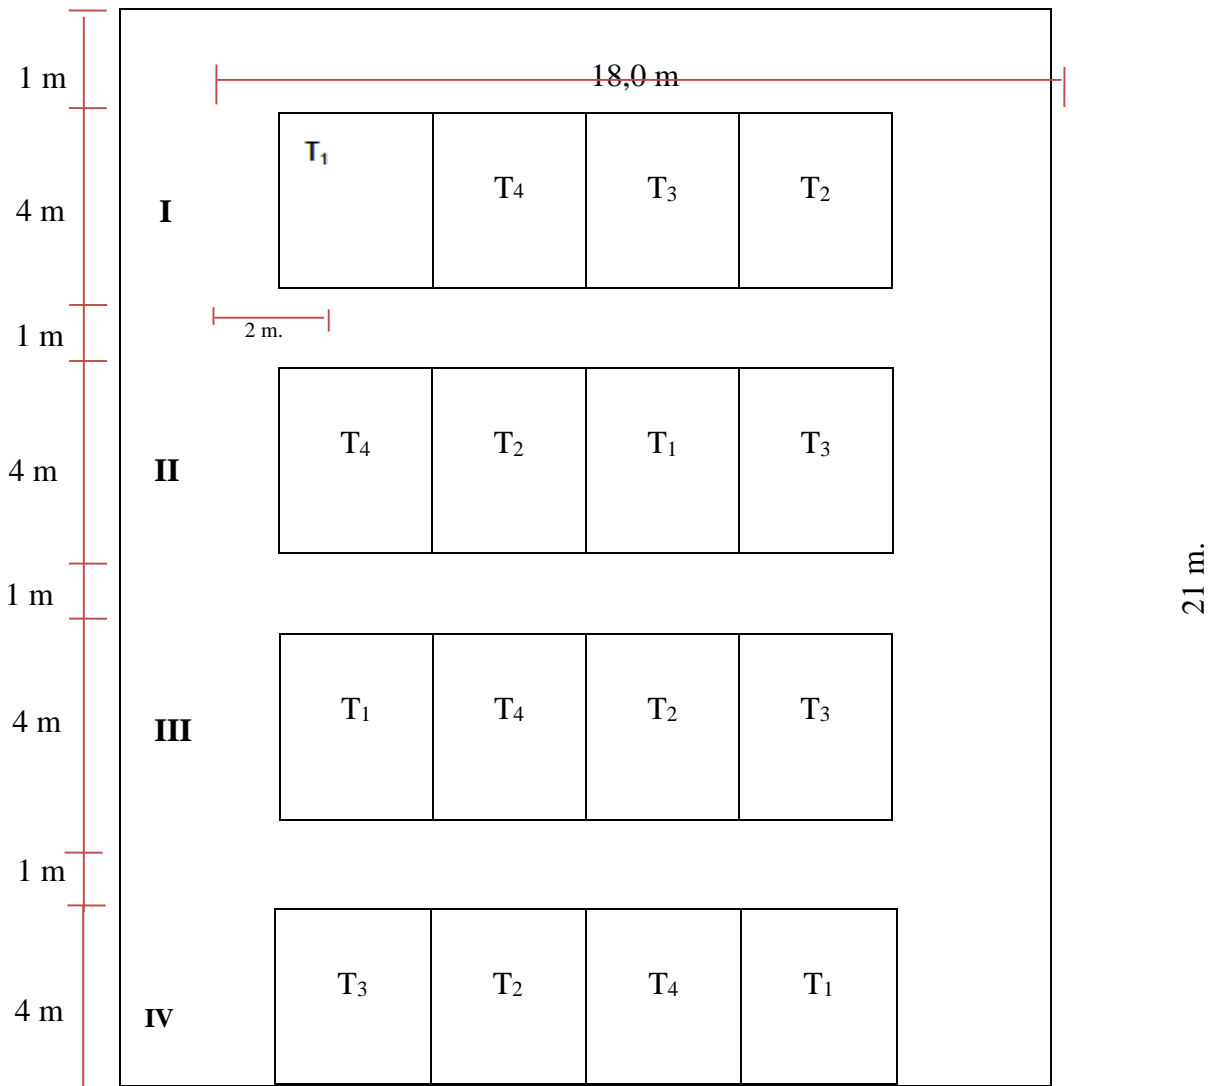 1 m
18,0 m
T₁ T₄ T₃ T₂
4 m
I
1 m
2 m.
T₄ T₂ T₁ T₃
4 m
II
21 m.
1 m
T₁ T₄ T₂ T₃
4 m
III
1 m
T₃ T₂ T₄ T₁
4 m
IV